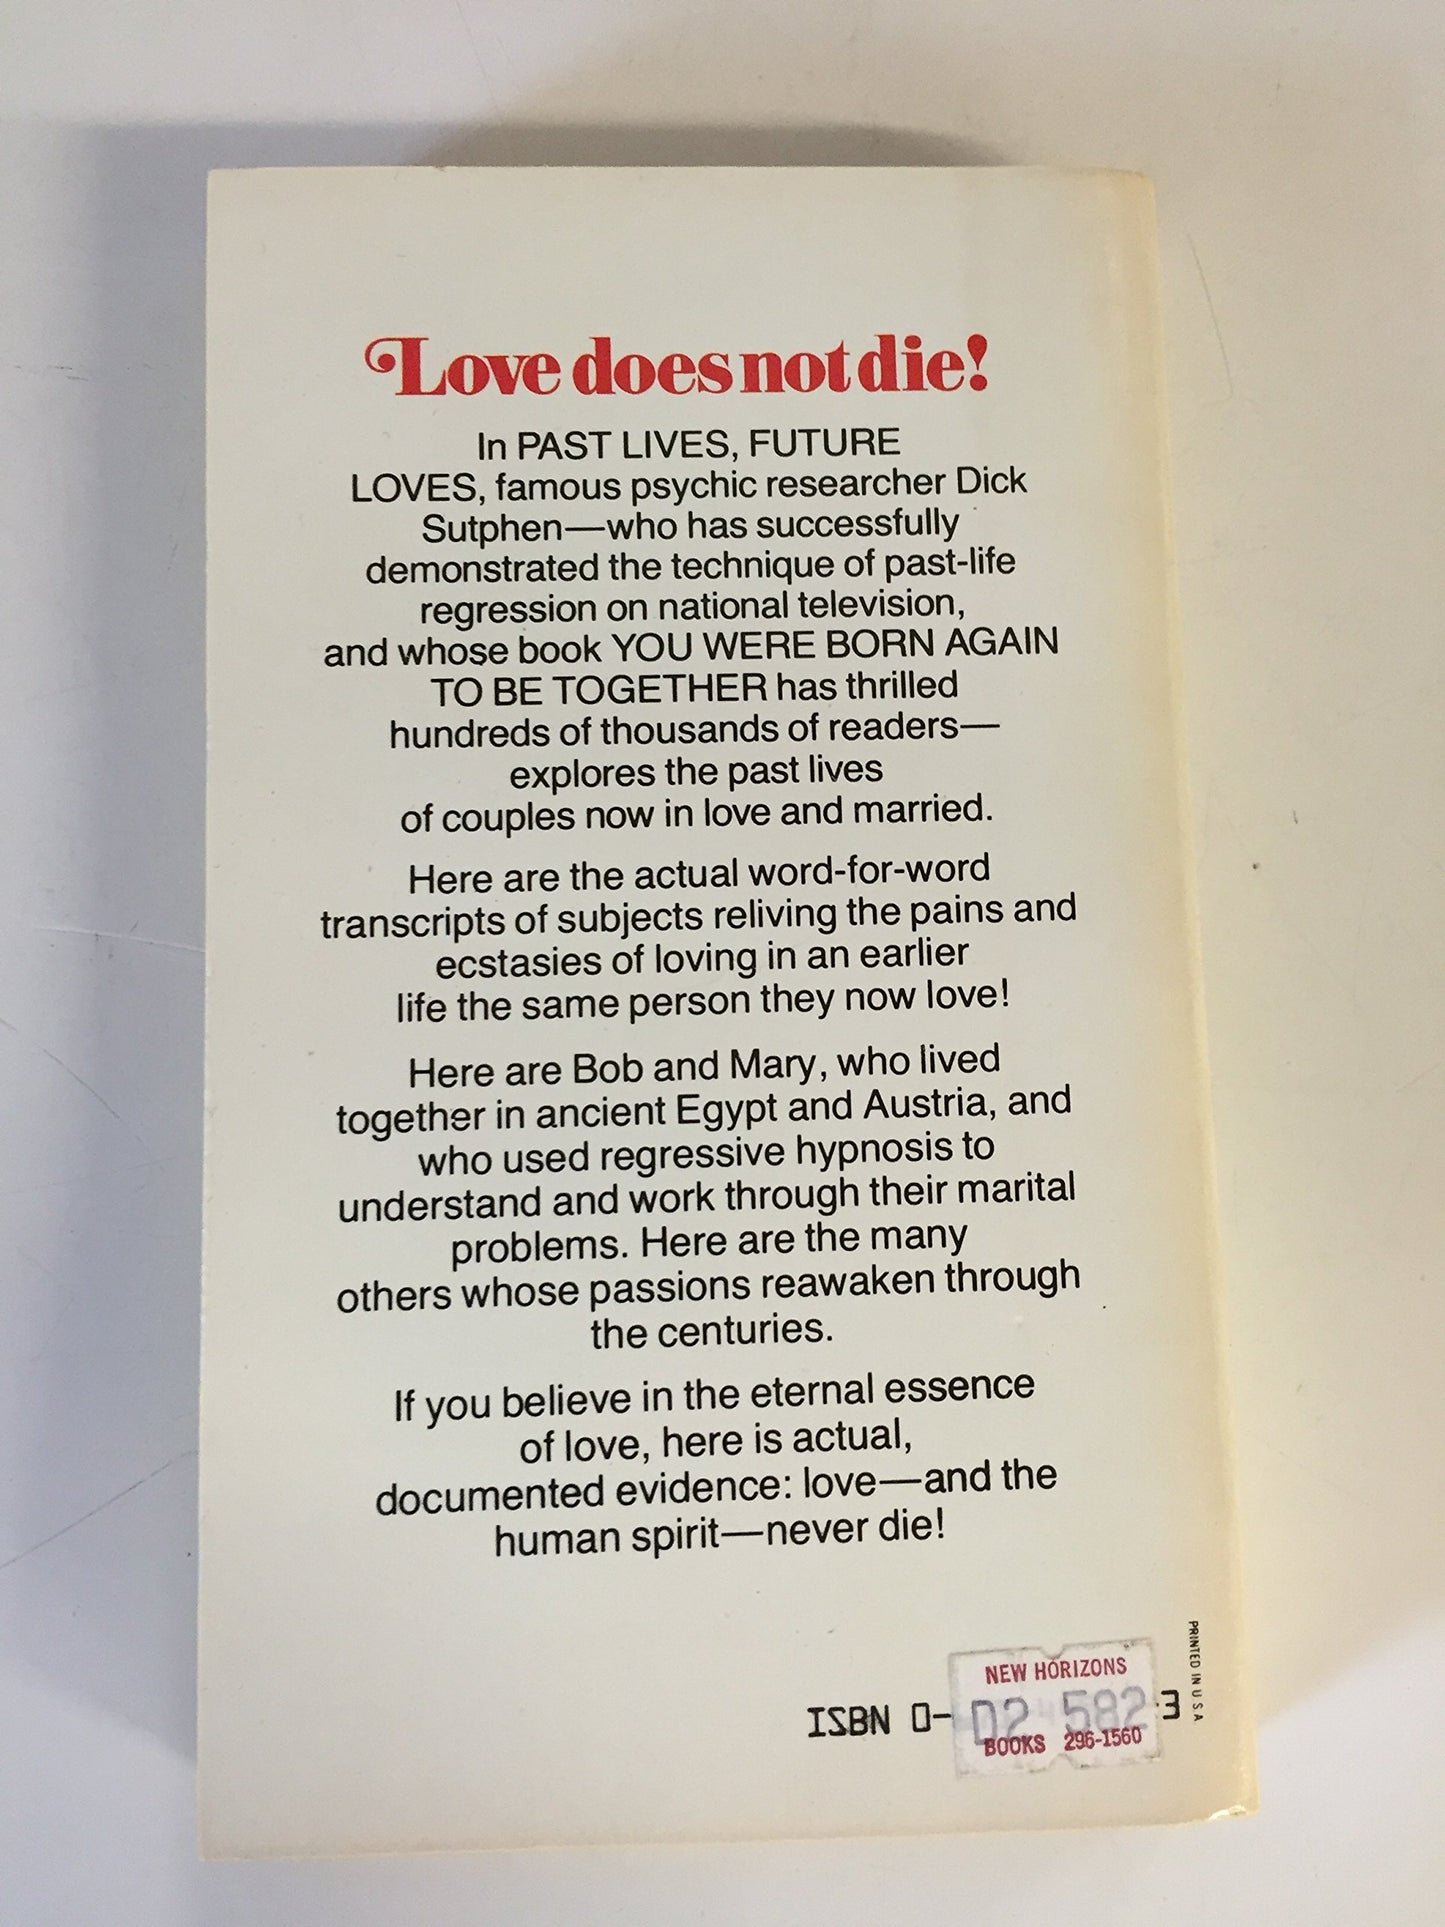 Love does not die!
In PAST LIVES, FUTURE
LOVES, famous psychic researcher Dick
Sutphen—who has successfully
demonstrated the technique of past-life
regression on national television,
and whose book YOU WERE BORN AGAIN
TO BE TOGETHER has thrilled
hundreds of thousands of readers—
explores the past lives
of couples now in love and married.
Here are the actual word-for-word
transcripts of subjects reliving the pains and
ecstasies of loving in an earlier
life the same person they now love!
Here are Bob and Mary, who lived
together in ancient Egypt and Austria, and
who used regressive hypnosis to
understand and work through their marital
problems. Here are the many
others whose passions reawaken through
the centuries.
If you believe in the eternal essence
of love, here is actual,
documented evidence: love—and the
human spirit—never die!
PRINTED IN U S A
NEW HORIZONS
ISBN 0- 3
BOOKS 296-1560